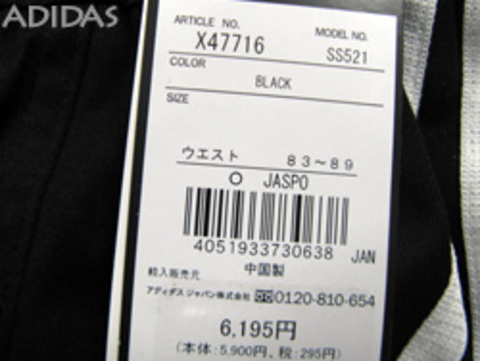 ADIDAS
ARTICLE NO. MODEL NO.
X47716 SS521
COLOR
BLACK
SIZE
ウエスト 83〜89
O JASPO
4051933730638 JAN
輸入販売元 中国製
アディダス ジャパン株式会社 0120-810-654
6,195円
(本体:5,900円、税:295円)